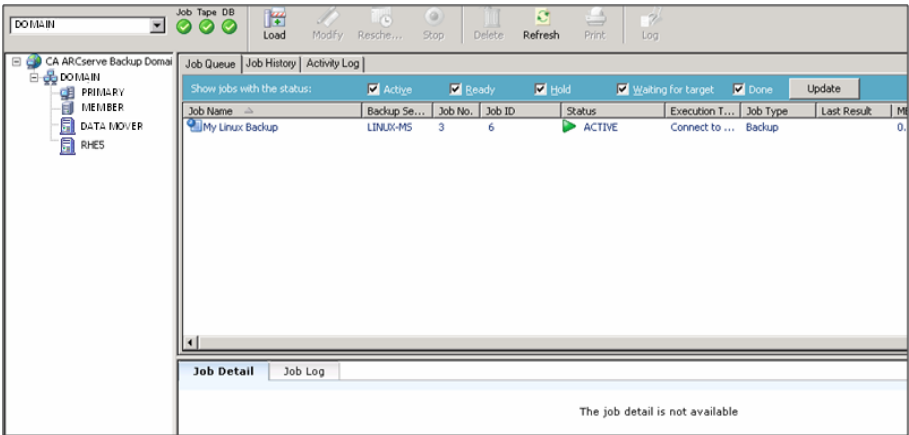 DOMAIN
Job Tape DB
Load Modify Resche... Stop Delete Refresh Print Log
CA ARCserve Backup Domai
DOMAIN
PRIMARY
MEMBER
DATA MOVER
RHE5
Job Queue Job History Activity Log
Show jobs with the status: Active Ready Hold Waiting for target Done Update
Job Name Backup Se... Job No. Job ID Status Execution T... Job Type Last Result
My Linux Backup LINUX-MS 3 6 ACTIVE Connect to ... Backup 0.
Job Detail Job Log
The job detail is not available